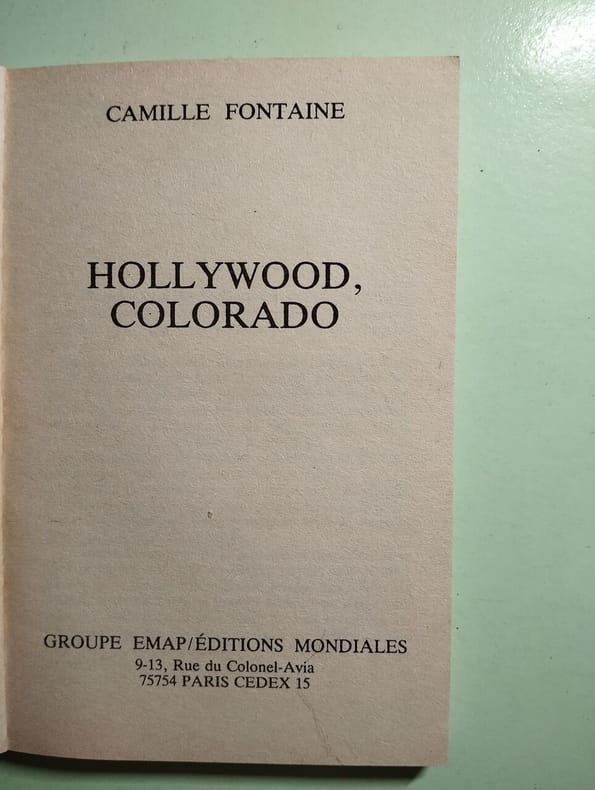 CAMILLE FONTAINE
HOLLYWOOD,
COLORADO
GROUPE EMAP/ÉDITIONS MONDIALES
9-13, Rue du Colonel-Avia
75754 PARIS CEDEX 15